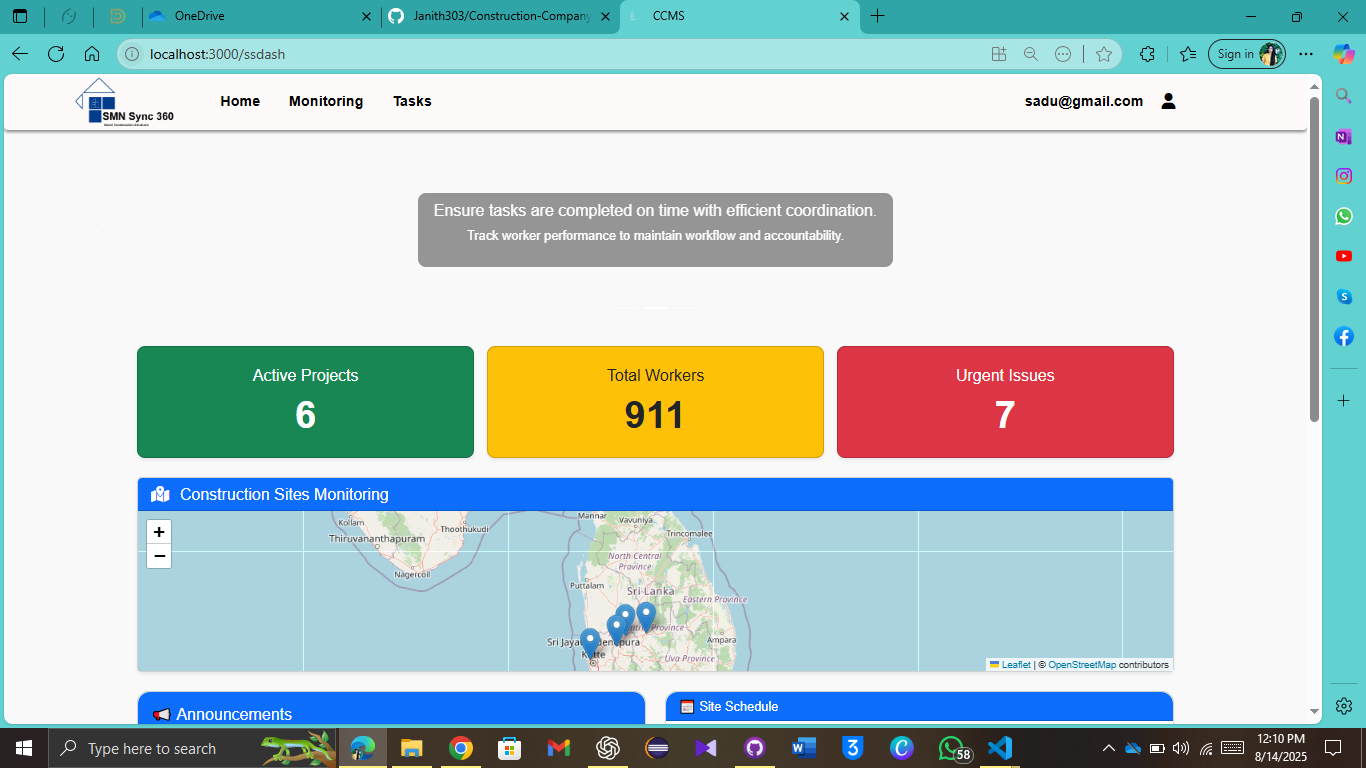 OneDrive
Janith303/Construction-Company
CCMS
localhost:3000/ssdash
Sign in
SMN Sync 360
Home
Monitoring
Tasks
sadu@gmail.com
Ensure tasks are completed on time with efficient coordination.
Track worker performance to maintain workflow and accountability.
Active Projects
6
Total Workers
911
Urgent Issues
7
Construction Sites Monitoring
+
−
Kollam
Thoothukudi
Thiruvananthapuram
Nagercoil
Mannar
Vavuniya
Trincomalee
North Central
Province
Puttalam
Sri Lanka
Eastern Province
Province
Sri Jaya
Kotte
Ampara
Uva Province
Leaflet | © OpenStreetMap contributors
Announcements
Site Schedule
Type here to search
58
12:10 PM
8/14/2025